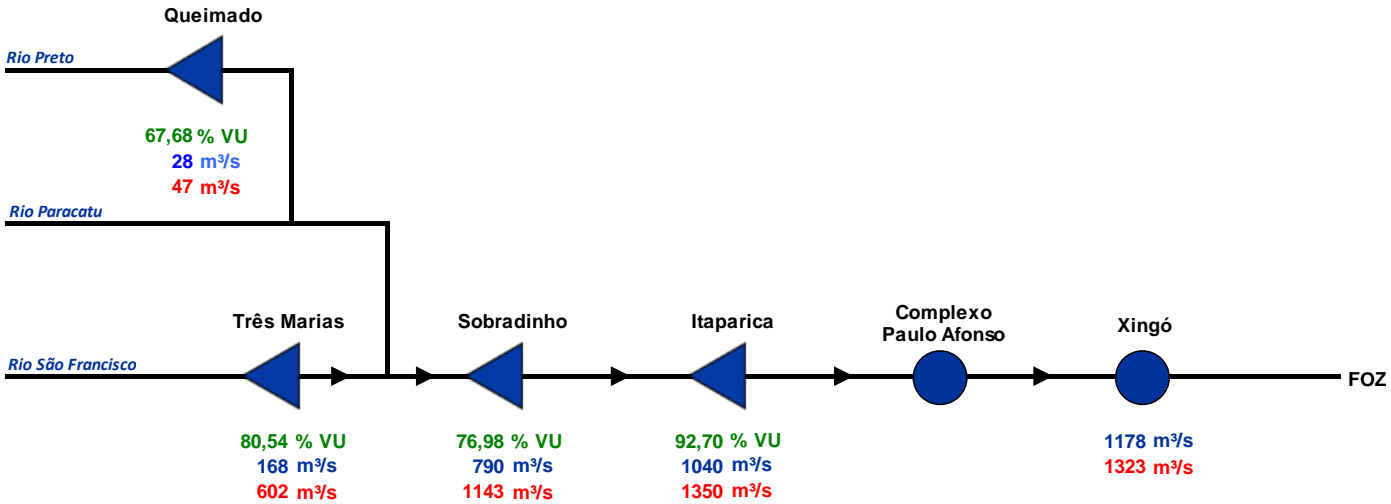 Queimado
Rio Preto
67,68 % VU
28 m³/s
47 m³/s
Rio Paracatu
Três Marias
Sobradinho
Itaparica
Complexo
Paulo Afonso
Xingó
Rio São Francisco
FOZ
80,54 % VU
168 m³/s
602 m³/s
76,98 % VU
790 m³/s
1143 m³/s
92,70 % VU
1040 m³/s
1350 m³/s
1178 m³/s
1323 m³/s